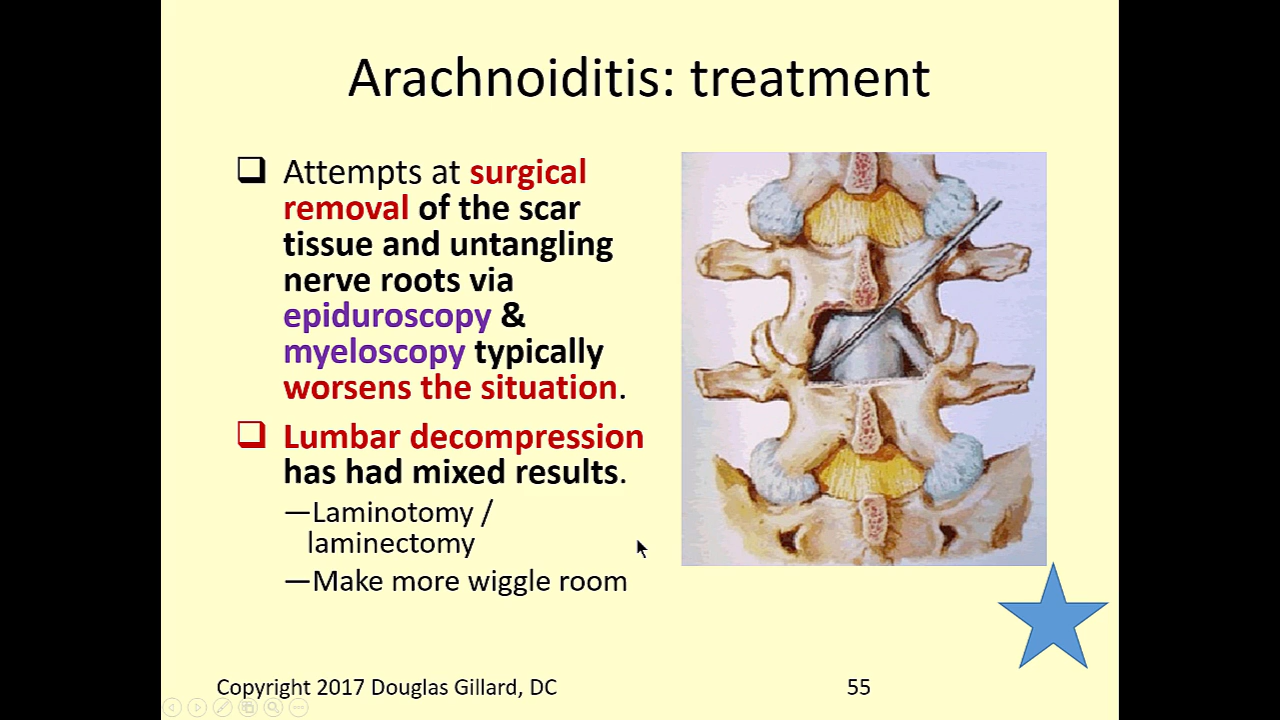 Arachnoiditis: treatment
Attempts at surgical
removal of the scar
tissue and untangling
nerve roots via
epiduroscopy &
myeloscopy typically
worsens the situation.
Lumbar decompression
has had mixed results.
—Laminotomy /
laminectomy
—Make more wiggle room
Copyright 2017 Douglas Gillard, DC
55